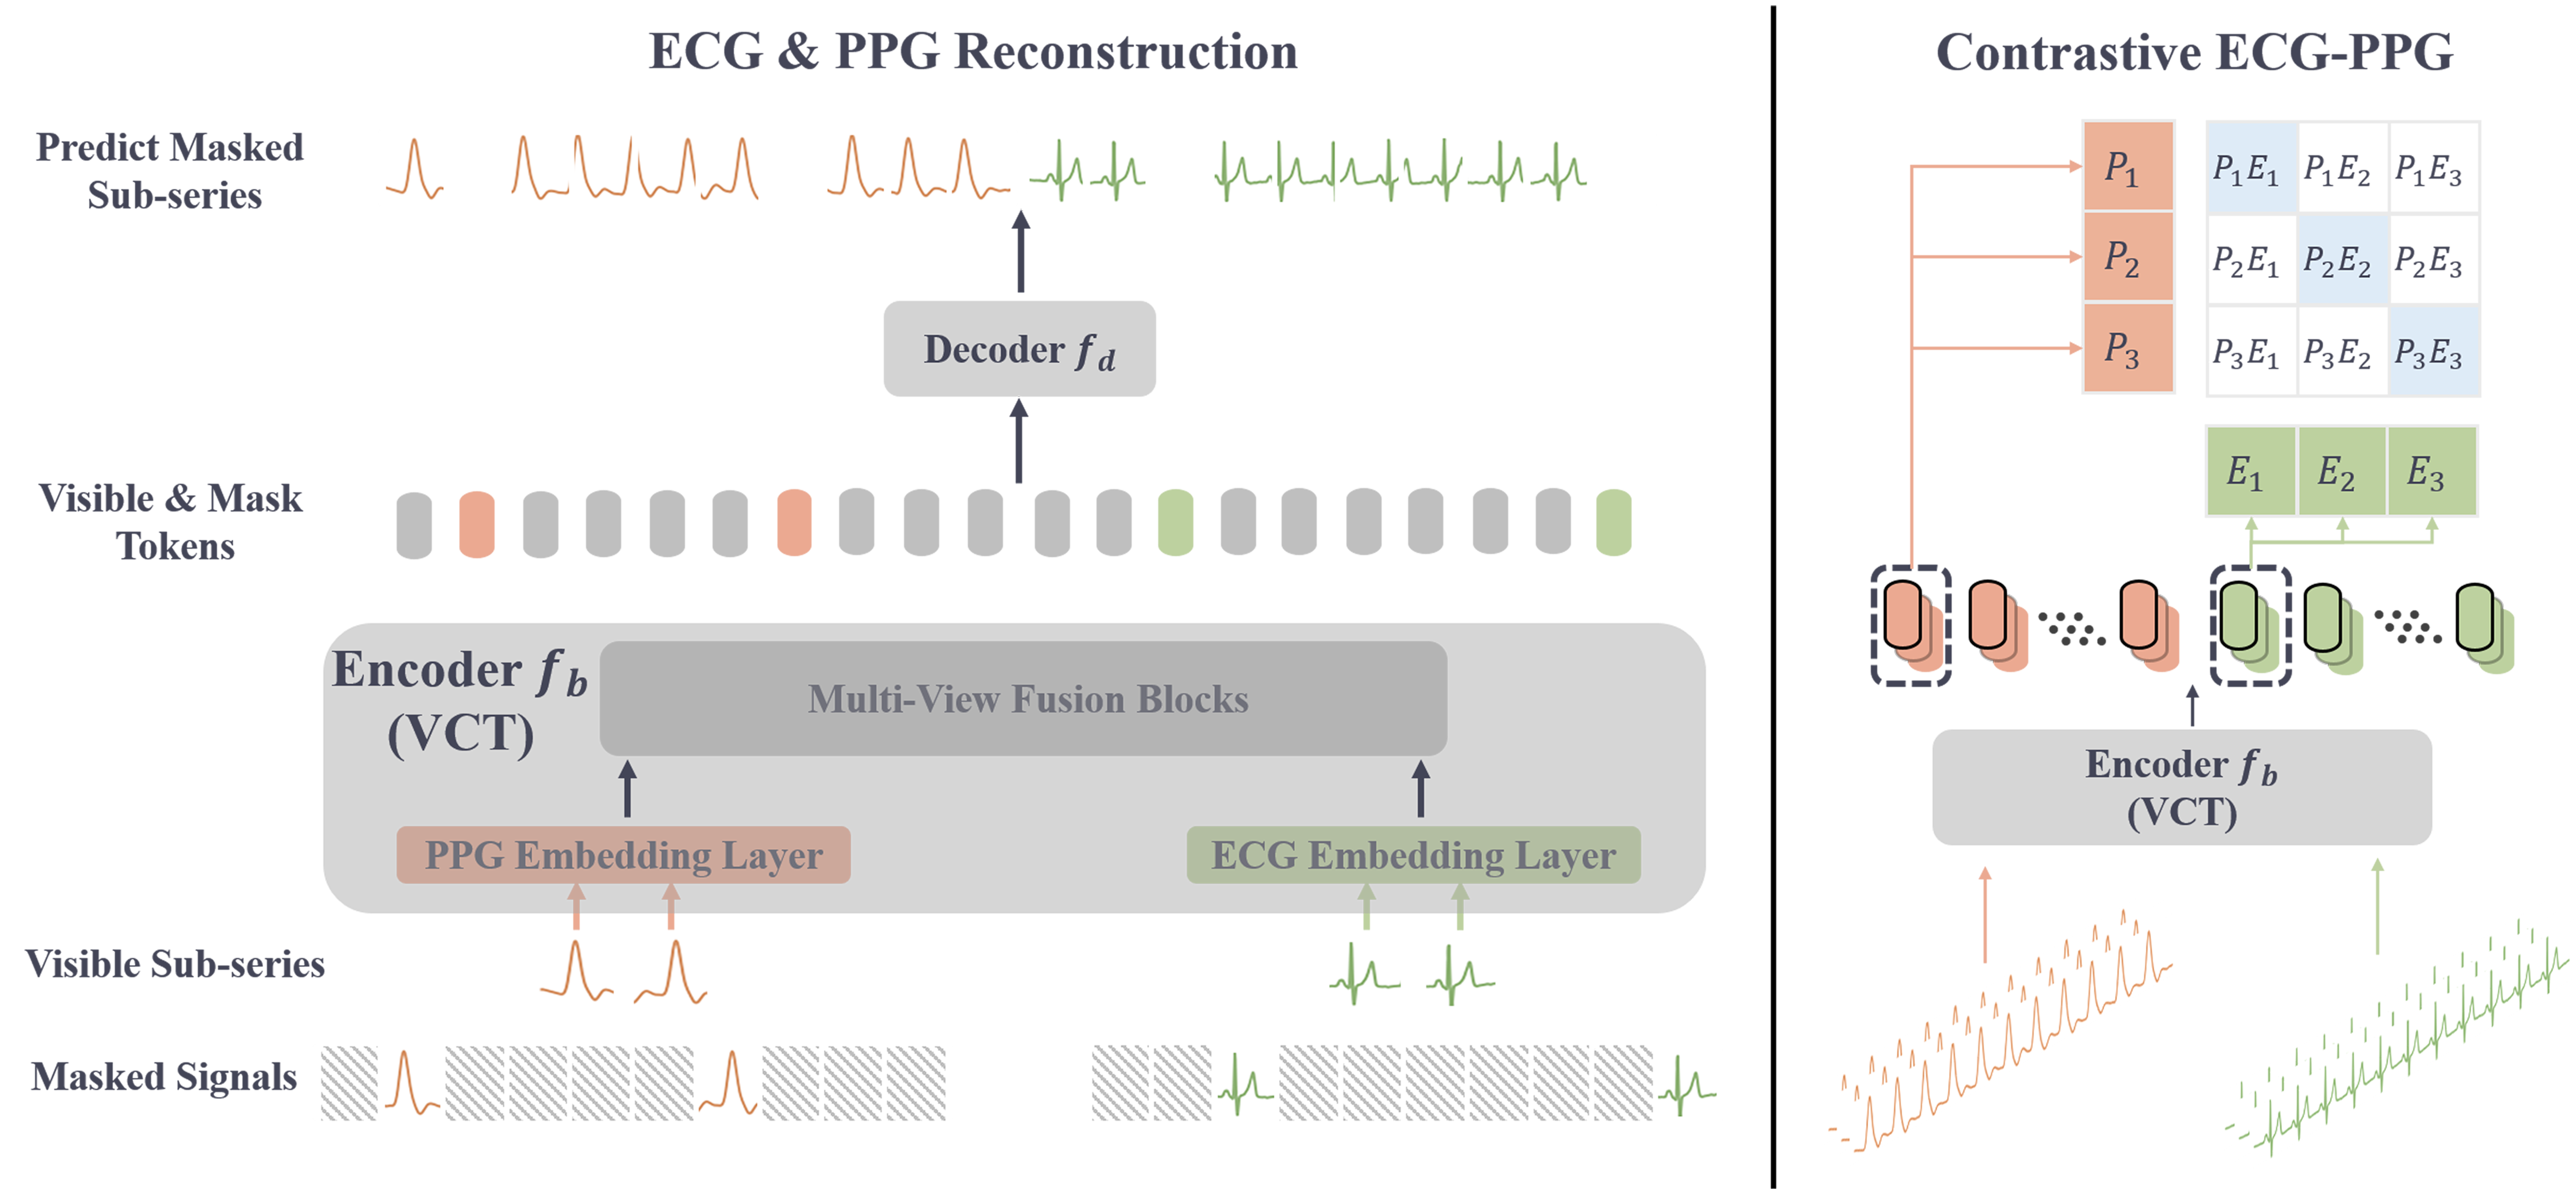 ECG & PPG Reconstruction
Predict Masked
Sub-series
Decoder f_d
Visible & Mask
Tokens
Encoder f_b
(VCT)
Multi-View Fusion Blocks
PPG Embedding Layer
ECG Embedding Layer
Visible Sub-series
Masked Signals
Contrastive ECG-PPG
P_1
P_1E_1 P_1E_2 P_1E_3
P_2
P_2E_1 P_2E_2 P_2E_3
P_3
P_3E_1 P_3E_2 P_3E_3
E_1 E_2 E_3
Encoder f_b
(VCT)